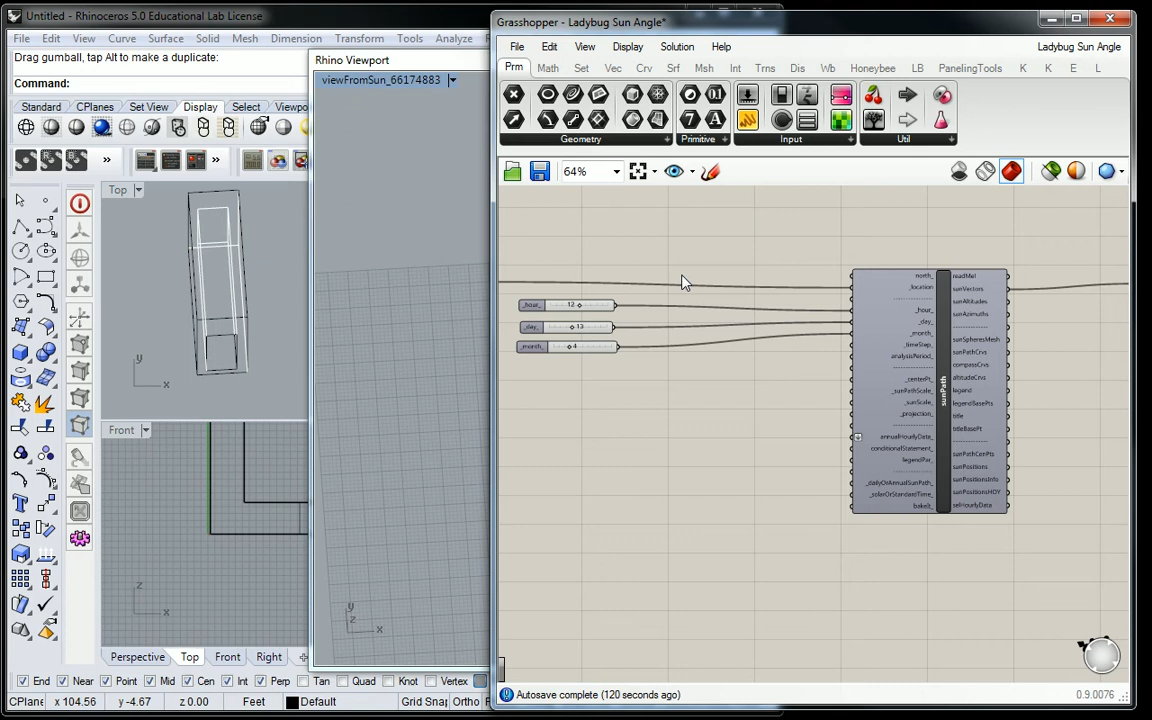 Untitled - Rhinoceros 5.0 Educational Lab License
File Edit View Curve Surface Solid Mesh Dimension Transform Tools Analyze
Drag gumball, tap Alt to make a duplicate:
Command:
Standard CPlanes Set View Display Select Viewpo
Top
Front
y
x
z
x
Perspective Top Front Right
End Near Point Mid Cen Int Perp Tan Quad Knot Vertex
CPlane x 104.56 y -4.67 z 0.00 Feet Default Grid Snap Ortho
Rhino Viewport
viewFromSun_66174883
y
z
x
Grasshopper - Ladybug Sun Angle*
File Edit View Display Solution Help Ladybug Sun Angle
Prm Math Set Vec Crv Srf Msh Int Trns Dis Wb Honeybee LB PanelingTools K K E L
Geometry Primitive Input Util
64%
_hour_ 12
_day_ 13
_month_ 4
north_
_location
_hour_
_day_
_month_
_timeStep_
analysisPeriod_
_centerPt_
_sunPathScale_
_sunScale_
_projection_
annualHourlyData_
conditionalStatement_
legendPar_
_dailyOrAnnualSunPath_
_solarOrStandardTime_
bakeIt_
sunPath
readMe!
sunVectors
sunAltitudes
sunAzimuths
sunSpheresMesh
sunPathCrvs
compassCrvs
altitudeCrvs
legend
legendBasePts
title
titleBasePt
sunPathCenPts
sunPositions
sunPositionsInfo
sunPositionsHOY
selHourlyData
Autosave complete (120 seconds ago)
0.9.0076